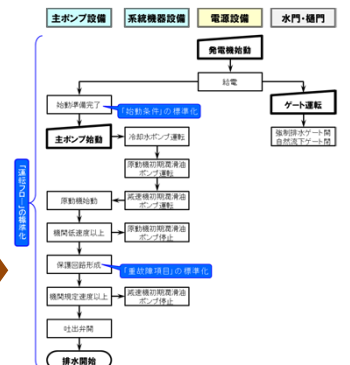 主ポンプ設備
系統機器設備
電源設備
水門・樋門
発電機始動
給電
始動準備完了
「始動条件」の標準化
ゲート運転
主ポンプ始動
冷却水ポンプ運転
強制排水ゲート閉
自然流下ゲート閉
原動機初期潤滑油
ポンプ運転
原動機始動
減速機初期潤滑油
ポンプ運転
機関低速度以上
原動機初期潤滑油
ポンプ停止
保護回路形成
「重故障項目」の標準化
機関規定速度以上
減速機初期潤滑油
ポンプ停止
吐出弁開
排水開始
「運転フロー」の標準化